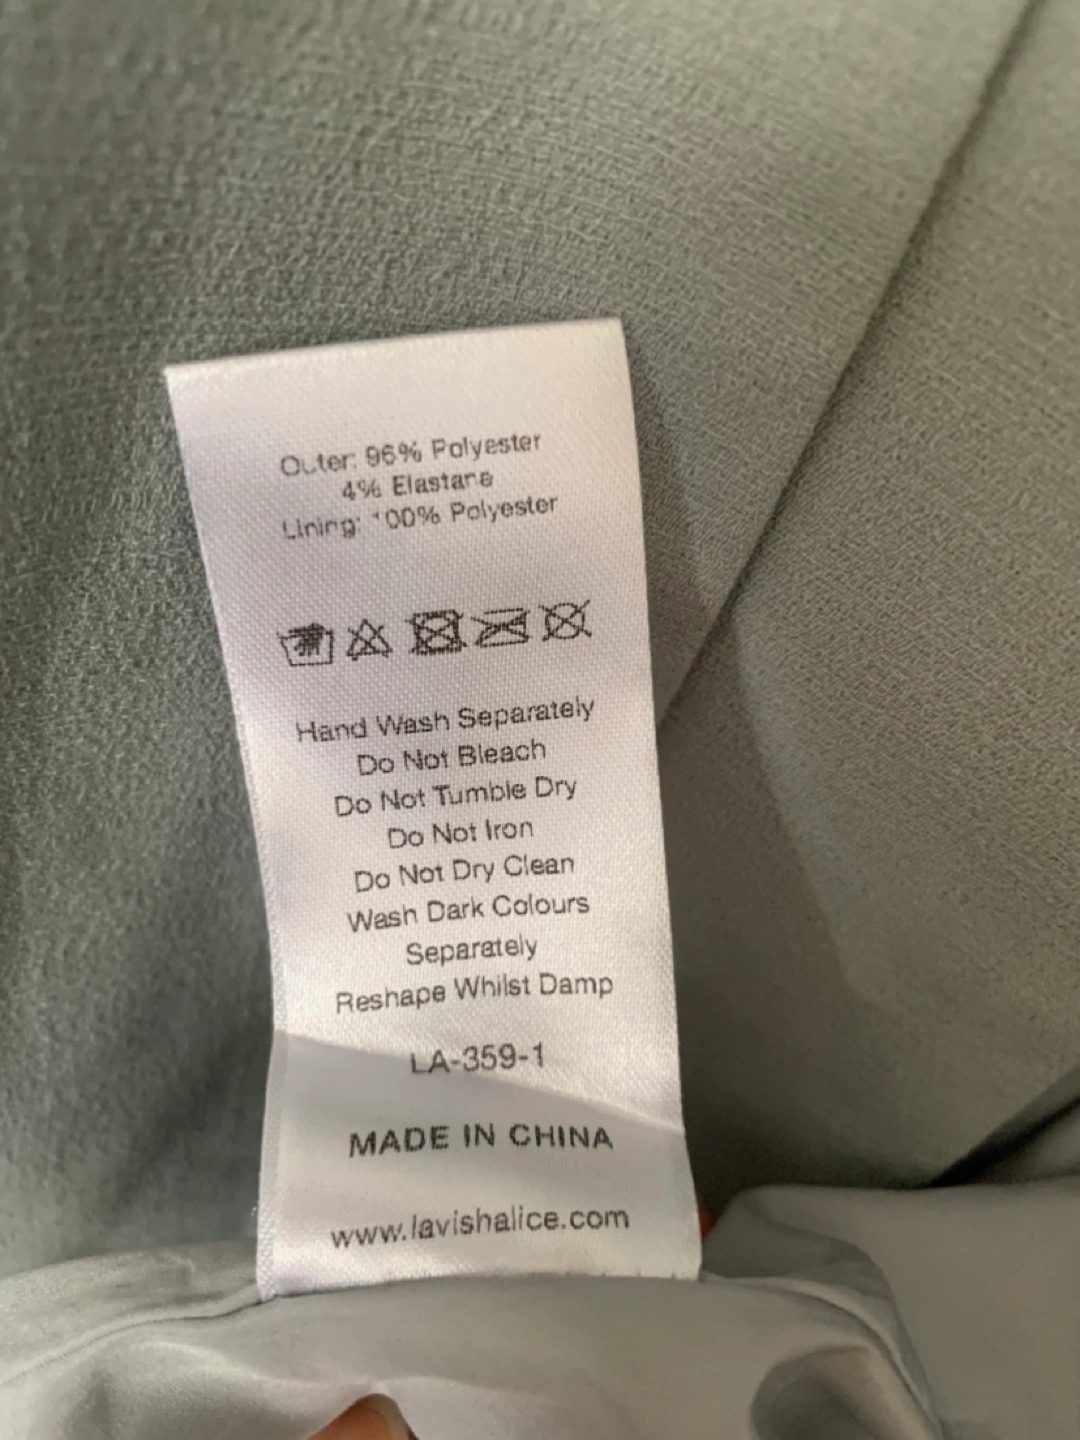 Outer: 96% Polyester
4% Elastane
Lining: 100% Polyester
Hand Wash Separately
Do Not Bleach
Do Not Tumble Dry
Do Not Iron
Do Not Dry Clean
Wash Dark Colours
Separately
Reshape Whilst Damp
LA-359-1
MADE IN CHINA
www.lavishalice.com